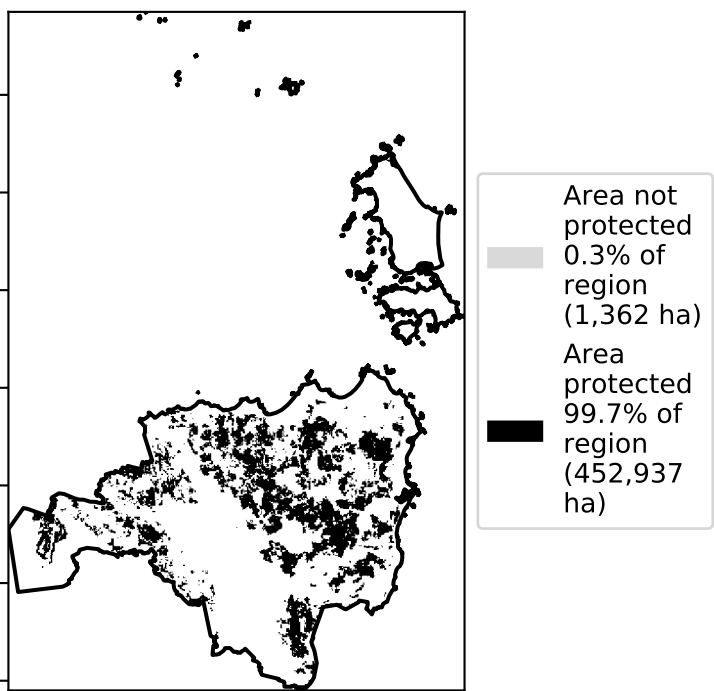 Area not
protected
0.3% of
region
(1,362 ha)
Area
protected
99.7% of
region
(452,937
ha)